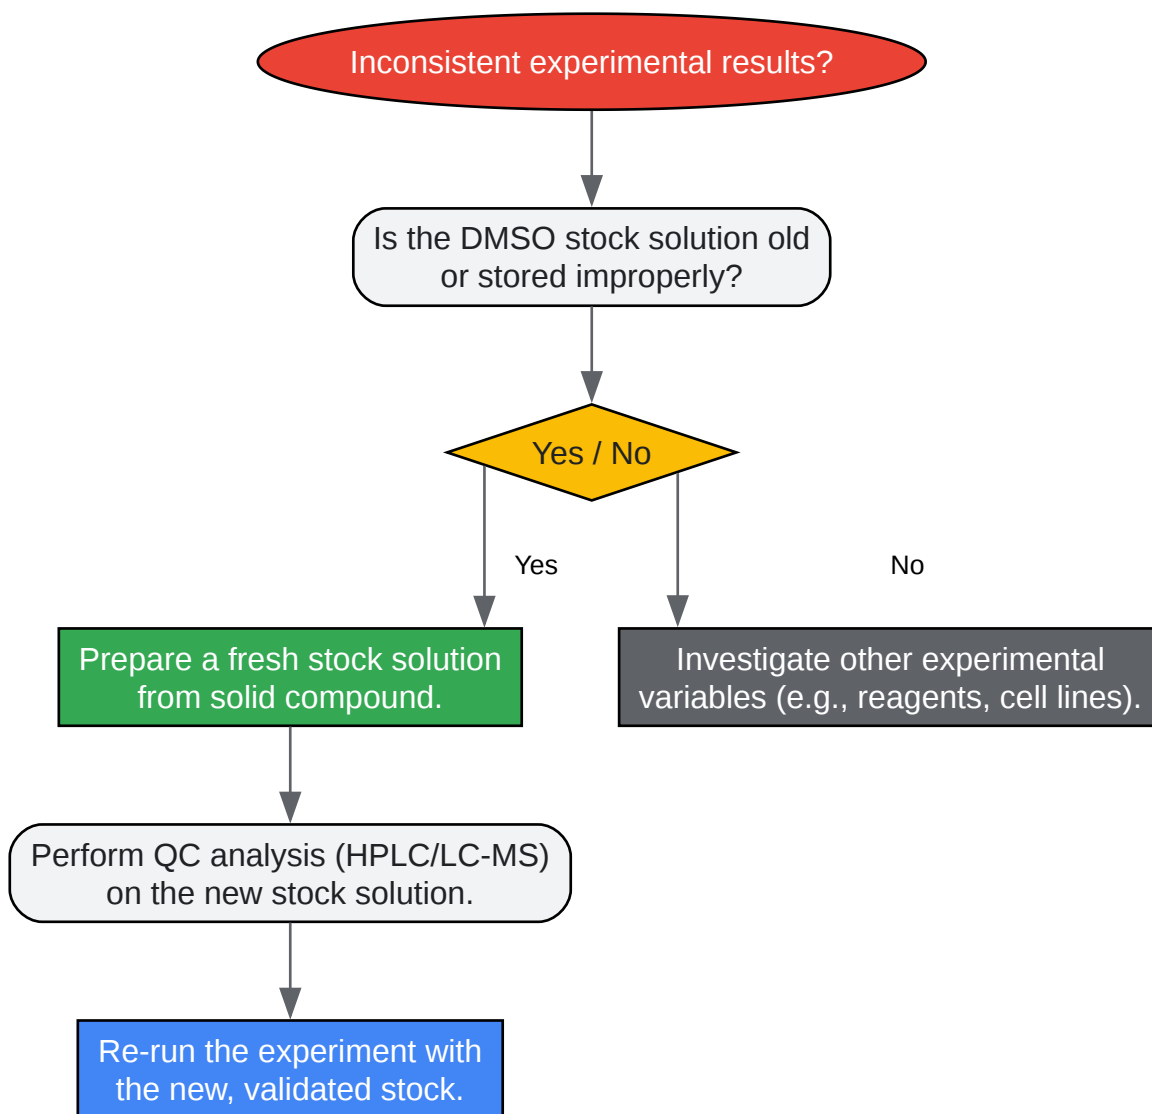 Inconsistent experimental results?
Is the DMSO stock solution old
or stored improperly?
Yes / No
Yes
No
Prepare a fresh stock solution
from solid compound.
Investigate other experimental
variables (e.g., reagents, cell lines).
Perform QC analysis (HPLC/LC-MS)
on the new stock solution.
Re-run the experiment with
the new, validated stock.